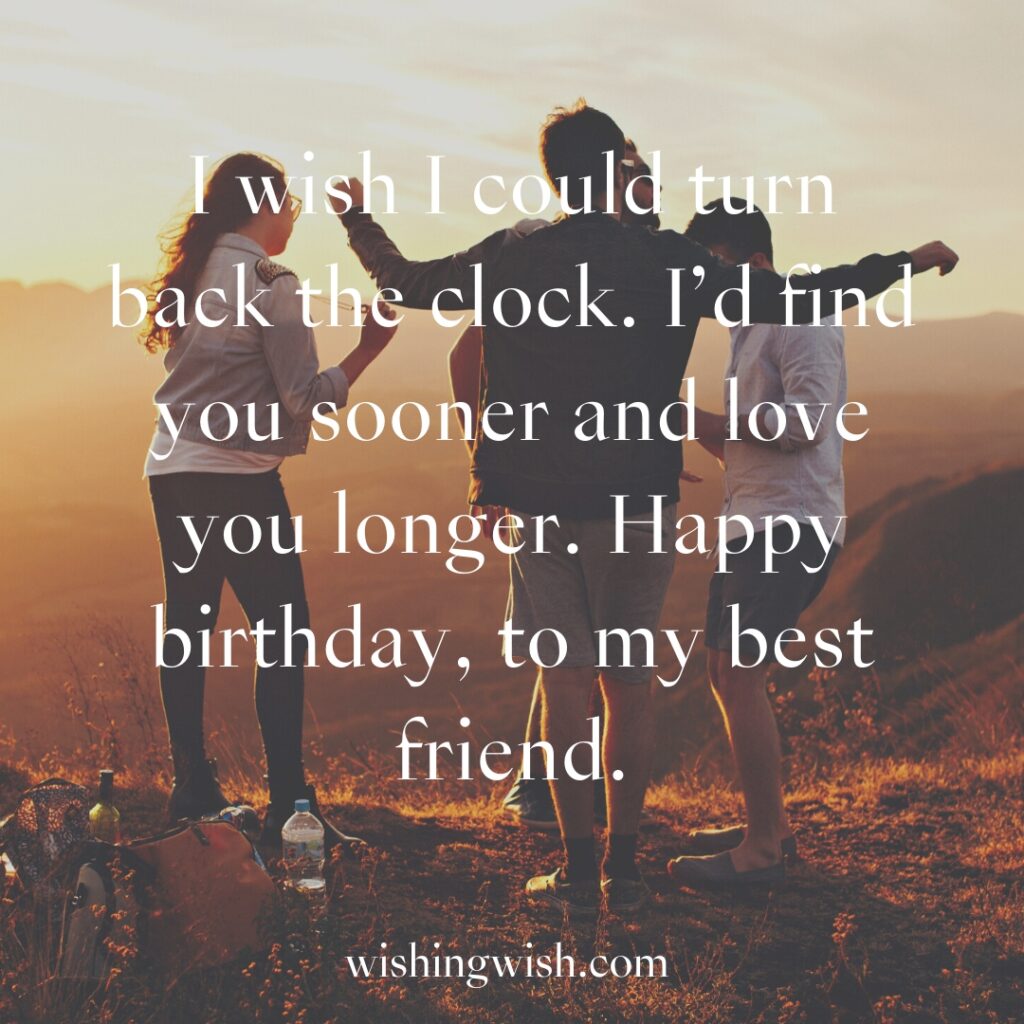 I wish I could turn
back the clock. I’d find
you sooner and love
you longer. Happy
birthday, to my best
friend.
wishingwish.com